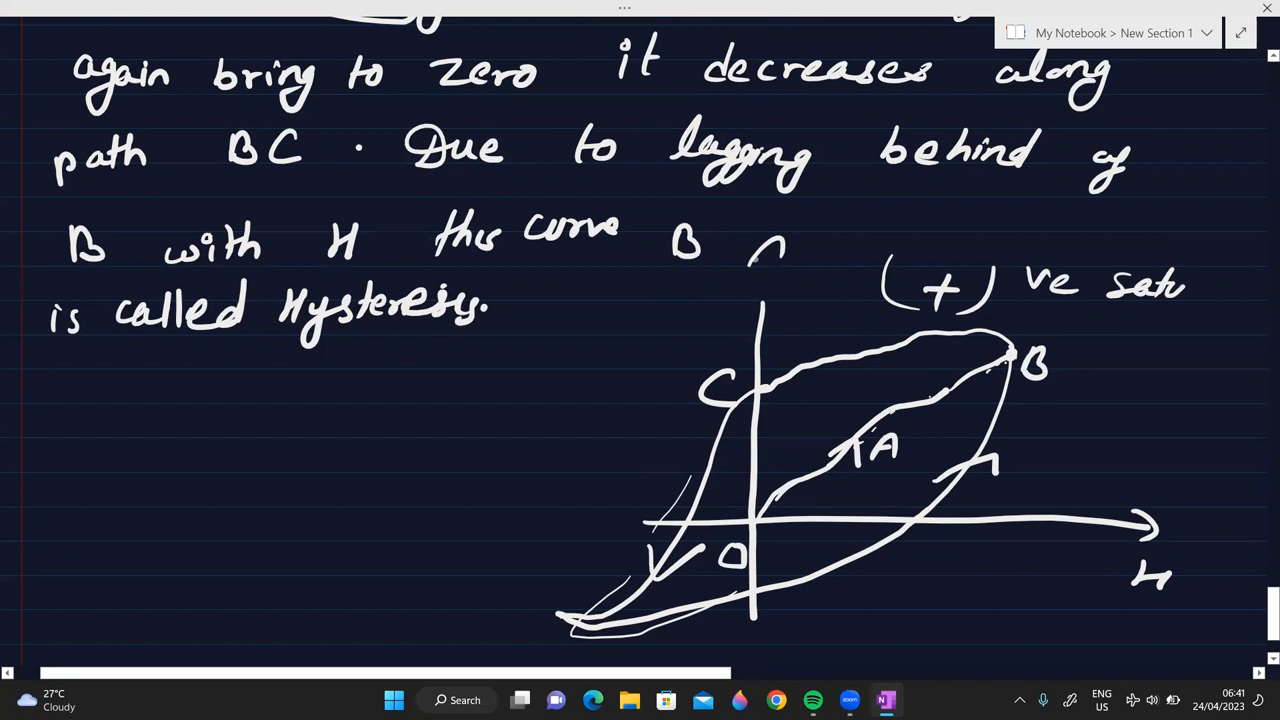 My Notebook > New Section 1
again bring to zero it decreases along
path BC. Due to lagging behind of
B with H this curve B
is called Hysteresis.
(+) ve satu
C
B
A
O
H
27°C
Cloudy
Search
zoom
ENG
US
06:41
24/04/2023